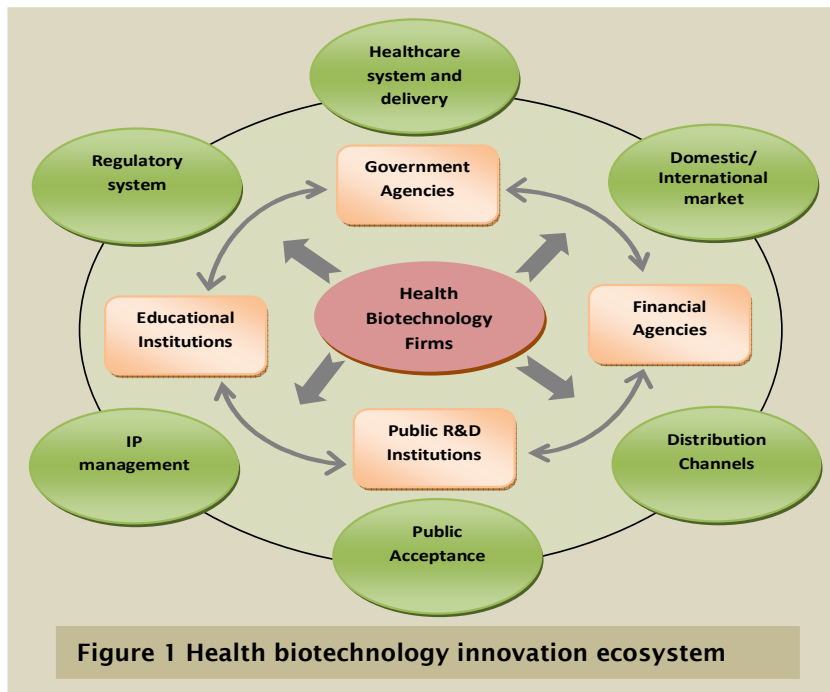 Healthcare
system and
delivery
Regulatory
system
Domestic/
International
market
Government
Agencies
Educational
Institutions
Health
Biotechnology
Firms
Financial
Agencies
Public R&D
Institutions
IP
management
Distribution
Channels
Public
Acceptance
Figure 1 Health biotechnology innovation ecosystem